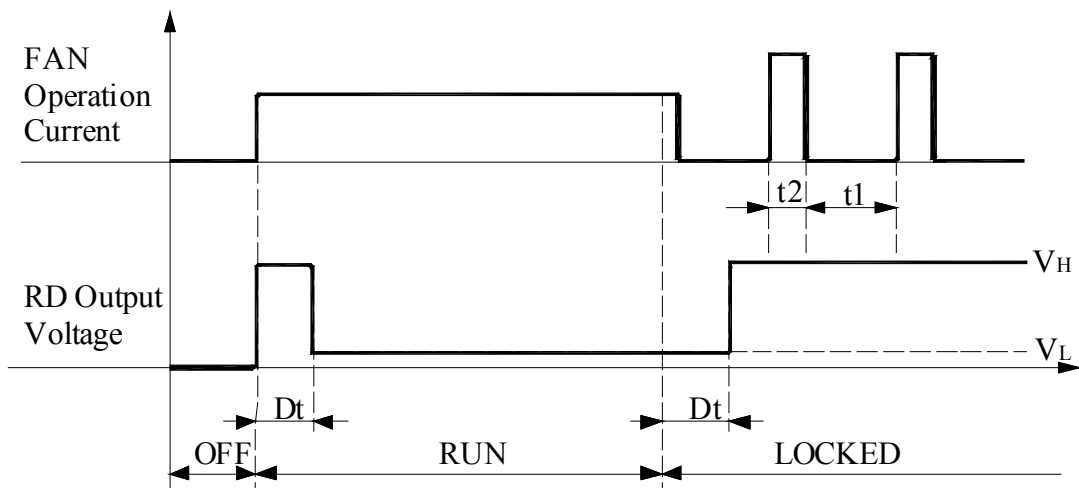 FAN
Operation
Current
t2
t1
VH
RD Output
Voltage
VL
Dt
Dt
OFF
RUN
LOCKED